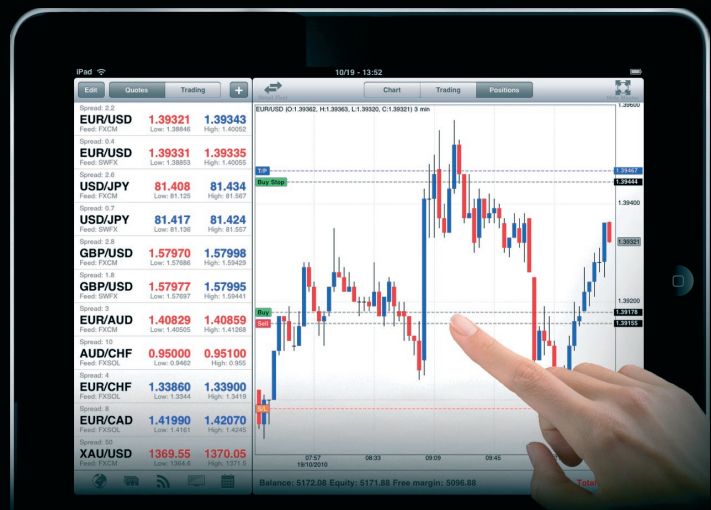 iPad
10/19 - 13:52
Edit Quotes Trading +
Chart Trading Positions
Spread: 2.2
EUR/USD 1.39321 1.39343
Feed: FXCM Low: 1.38846 High: 1.40052
Spread: 0.4
EUR/USD 1.39331 1.39335
Feed: SWFX Low: 1.38853 High: 1.40055
Spread: 2.6
USD/JPY 81.408 81.434
Feed: FXCM Low: 81.125 High: 81.567
Spread: 0.7
USD/JPY 81.417 81.424
Feed: SWFX Low: 81.136 High: 81.557
Spread: 2.8
GBP/USD 1.57970 1.57998
Feed: FXCM Low: 1.57686 High: 1.59429
Spread: 1.8
GBP/USD 1.57977 1.57995
Feed: SWFX Low: 1.57697 High: 1.59441
Spread: 3
EUR/AUD 1.40829 1.40859
Feed: FXCM Low: 1.40505 High: 1.41268
Spread: 10
AUD/CHF 0.95000 0.95100
Feed: FXSOL Low: 0.9462 High: 0.955
Spread: 4
EUR/CHF 1.33860 1.33900
Feed: FXSOL Low: 1.3344 High: 1.3419
Spread: 8
EUR/CAD 1.41990 1.42070
Feed: FXSOL Low: 1.4161 High: 1.4245
Spread: 50
XAU/USD 1369.55 1370.05
Feed: FXCM Low: 1364.6 High: 1371.5
EUR/USD (O:1.39362, H:1.39363, L:1.39320, C:1.39321) 3 min
1.39600
T/P 1.39467
Buy Stop 1.39444
1.39400
1.39321
1.39200
Buy 1.39178
Sell 1.39155
S/L
07:57 08:33 09:09 09:45
19/10/2010
Balance: 5172.08 Equity: 5171.88 Free margin: 5096.88
Total